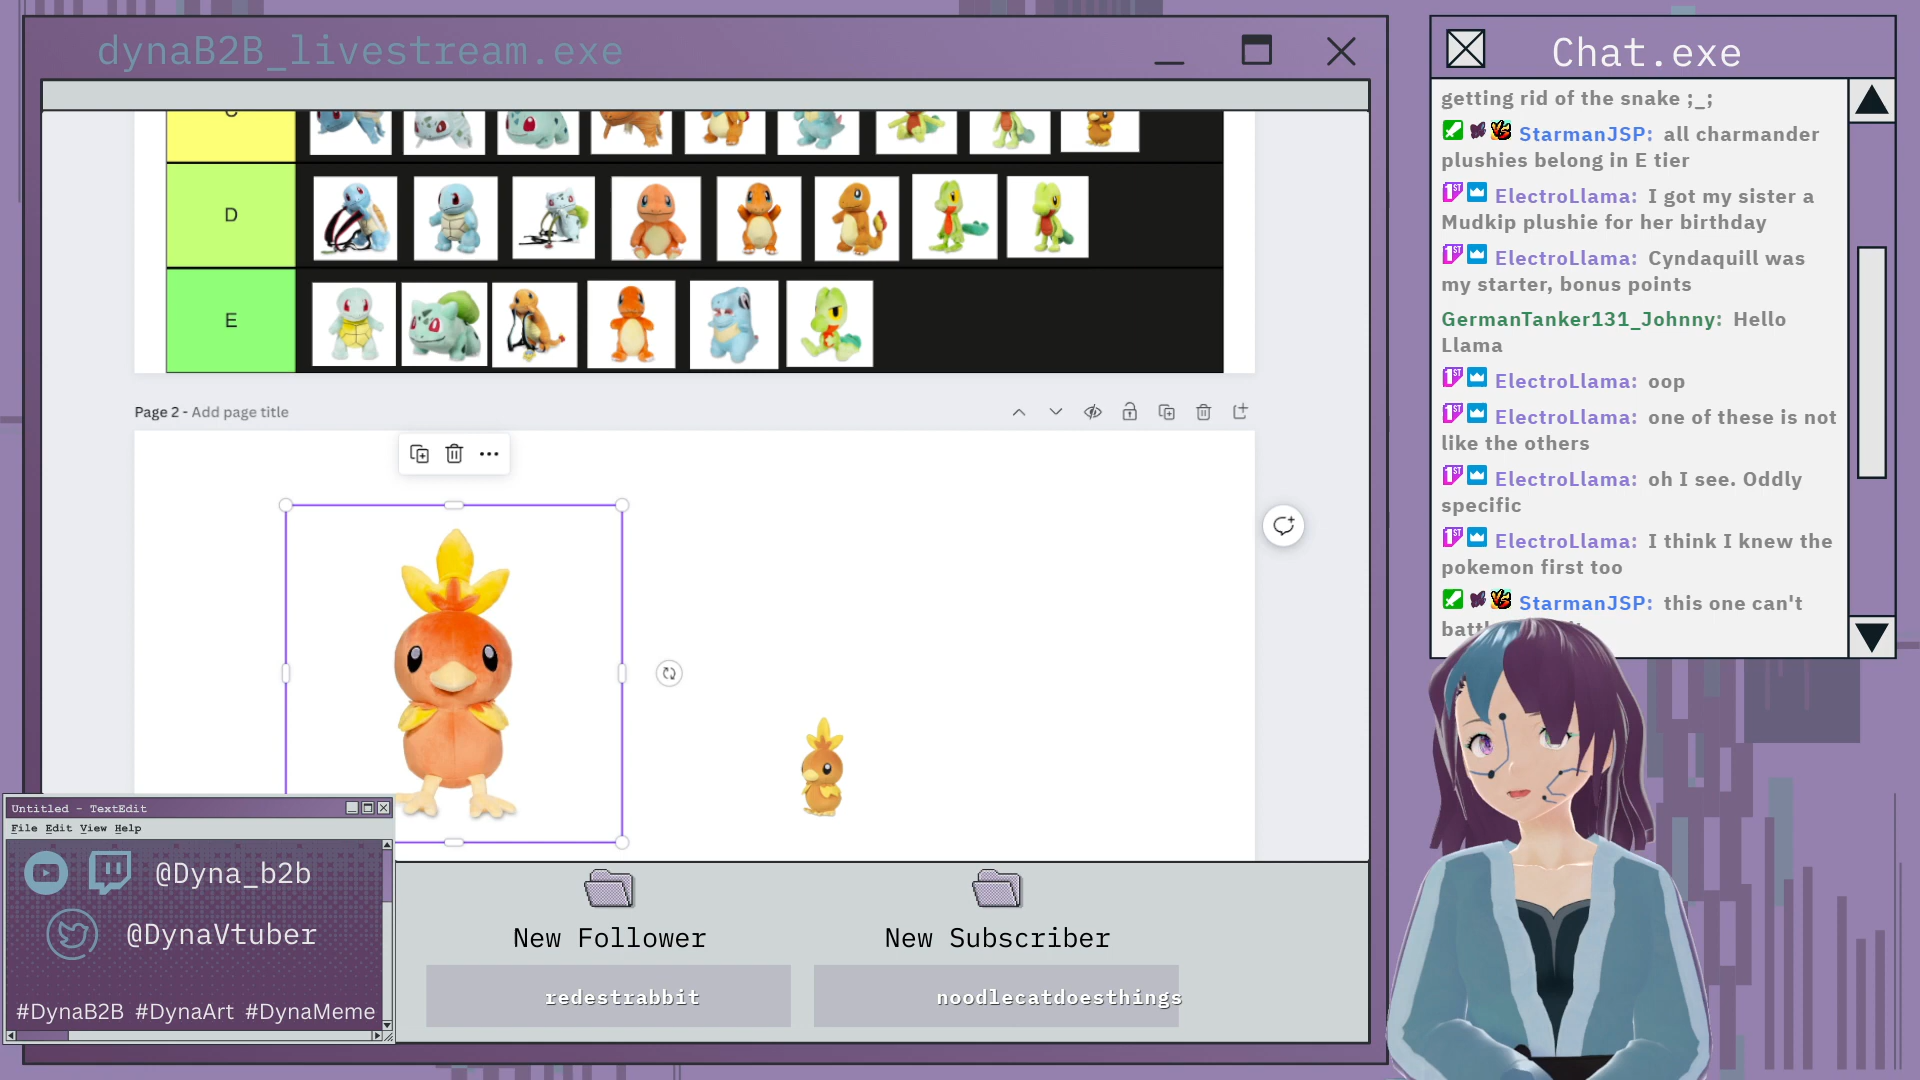 dynaB2B_livestream.exe
Chat.exe
getting rid of the snake ;_;
StarmanJSP: all charmander
plushies belong in E tier
ElectroLlama: I got my sister a
Mudkip plushie for her birthday
ElectroLlama: Cyndaquill was
my starter, bonus points
GermanTanker131_Johnny: Hello
Llama
ElectroLlama: oop
ElectroLlama: one of these is not
like the others
ElectroLlama: oh I see. Oddly
specific
ElectroLlama: I think I knew the
pokemon first too
StarmanJSP: this one can't
D
E
Page 2 - Add page title
Untitled - TextEdit
File Edit View Help
@Dyna_b2b
@DynaVtuber
#DynaB2B #DynaArt #DynaMeme
New Follower
redestrabbit
New Subscriber
noodlecatdoesthings